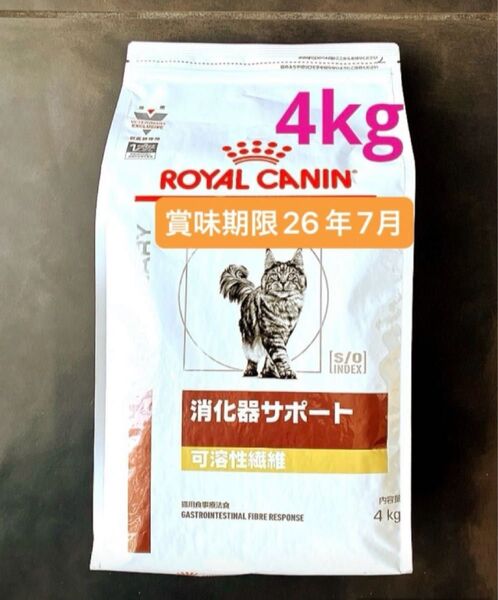 4kg
VETERINARY
EXCLUSIVE
ROYAL CANIN
賞味期限26年7月
S/O
INDEX
消化器サポート
可溶性繊維
猫用食事療法食
GASTROINTESTINAL FIBRE RESPONSE
内容量
4 kg